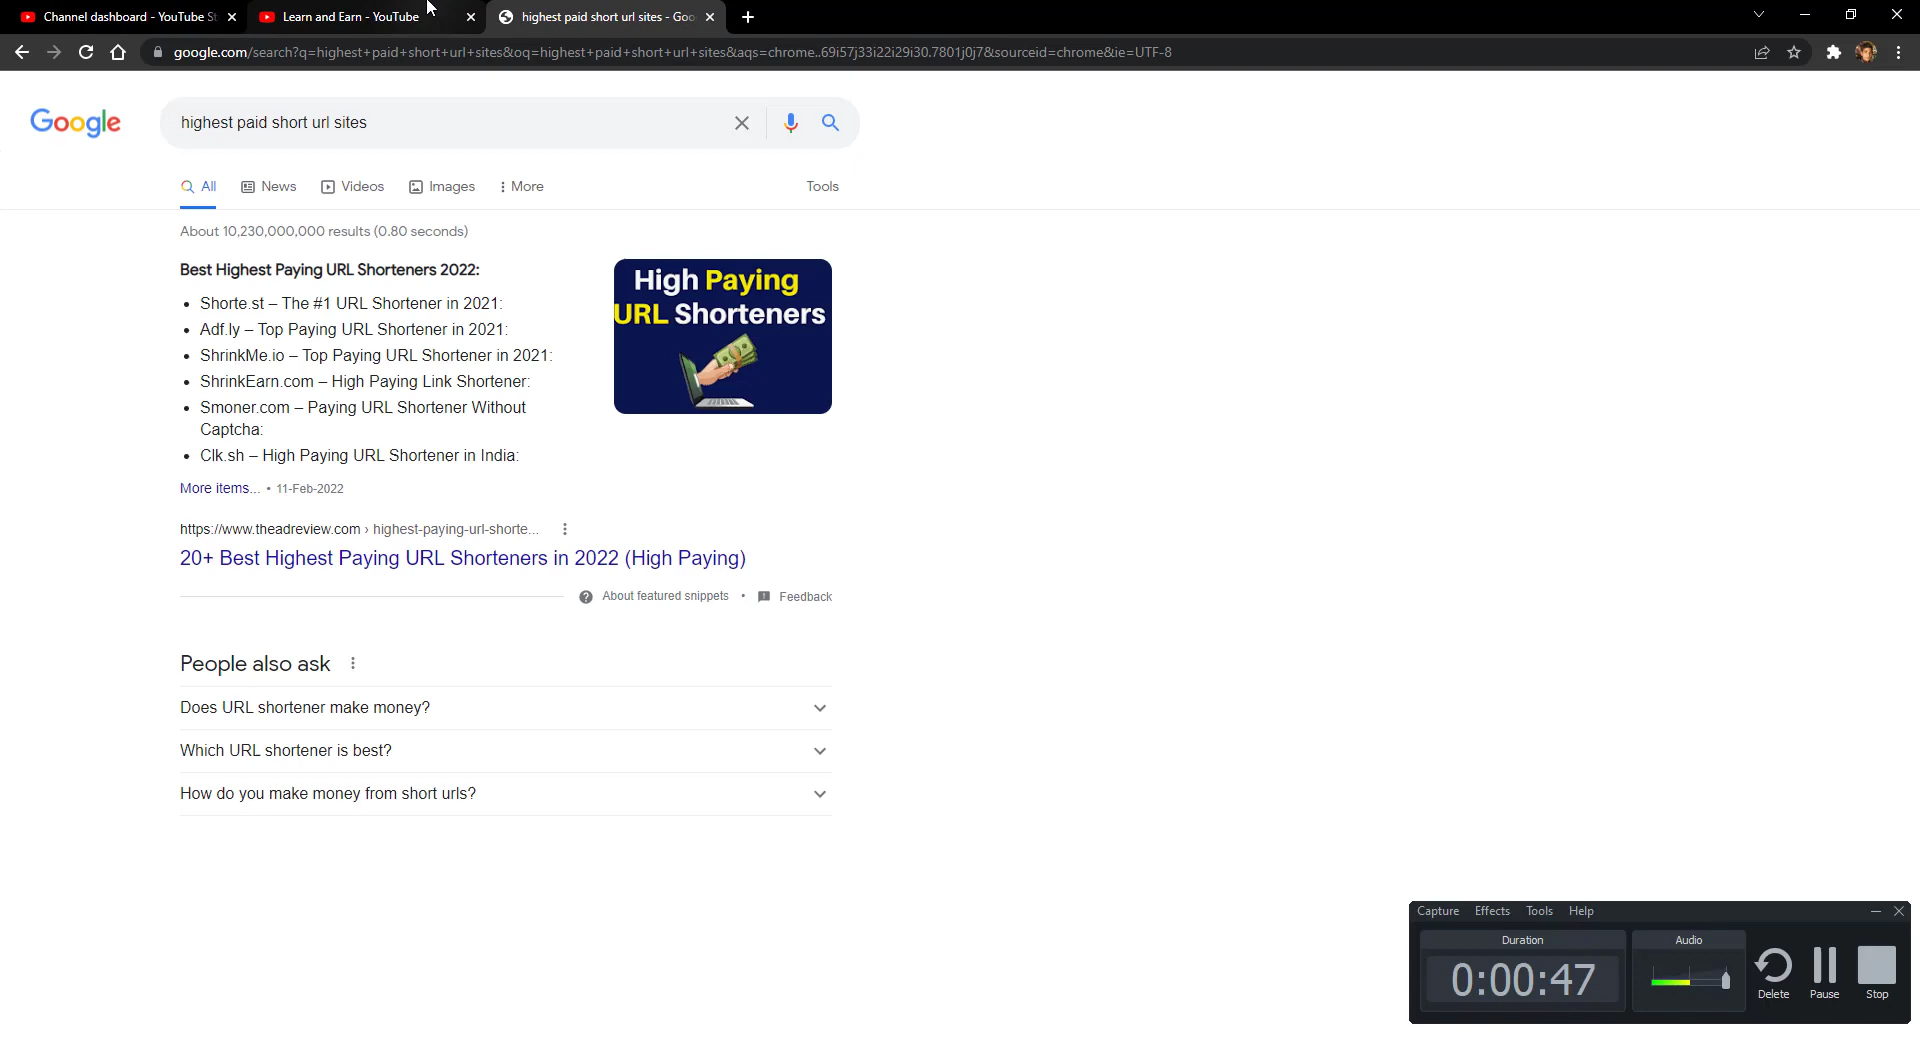 Channel dashboard - YouTube St
Learn and Earn - YouTube
highest paid short url sites - Goo
google.com/search?q=highest+paid+short+url+sites&oq=highest+paid+short+url+sites&aqs=chrome..69i57j33i22i29i30.7801j0j7&sourceid=chrome&ie=UTF-8
Google
highest paid short url sites
All
News
Videos
Images
More
Tools
About 10,230,000,000 results (0.80 seconds)
Best Highest Paying URL Shorteners 2022:
• Shorte.st – The #1 URL Shortener in 2021:
• Adf.ly – Top Paying URL Shortener in 2021:
• ShrinkMe.io – Top Paying URL Shortener in 2021:
• ShrinkEarn.com – High Paying Link Shortener:
• Smoner.com – Paying URL Shortener Without
Captcha:
• Clk.sh – High Paying URL Shortener in India:
High Paying
URL Shorteners
More items... • 11-Feb-2022
https://www.theadreview.com › highest-paying-url-shorte...
20+ Best Highest Paying URL Shorteners in 2022 (High Paying)
About featured snippets • Feedback
People also ask
Does URL shortener make money?
Which URL shortener is best?
How do you make money from short urls?
Capture Effects Tools Help
Duration
Audio
0:00:47
Delete
Pause
Stop